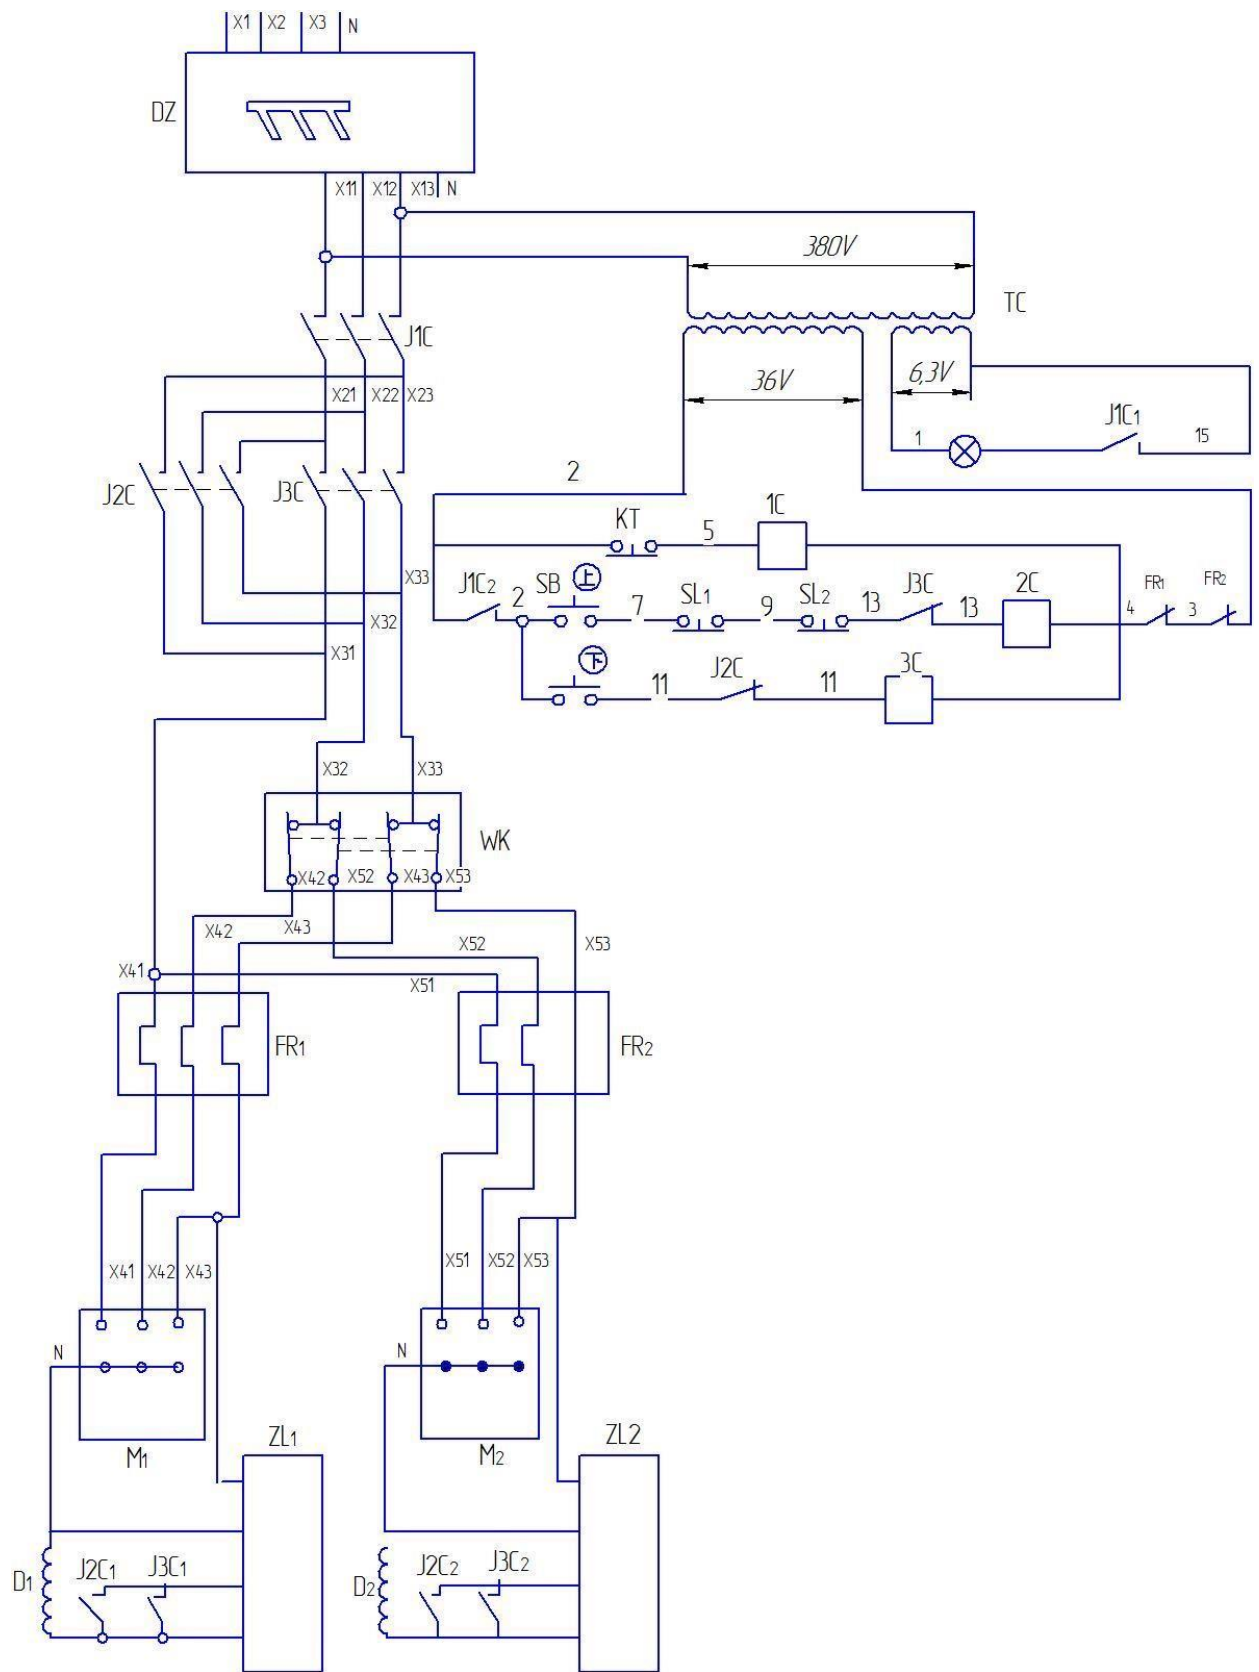 X1 X2 X3 N
DZ
X11 X12 X13 N
380V
TC
J1C
36V
6,3V
X21 X22 X23
J1C1
1
15
J2C
J3C
2
KT
5
1C
X33
J1C2
2
SB
上
7
SL1
9
SL2
13
J3C
13
2C
4
FR1
3
FR2
X32
X31
下
11
J2C
11
3C
X32
X33
WK
X42 X52 X43 X53
X42
X43
X52
X53
X41
X51
FR1
FR2
X41 X42 X43
X51 X52 X53
N
N
M1
ZL1
M2
ZL2
D1
J2C1
J3C1
D2
J2C2
J3C2